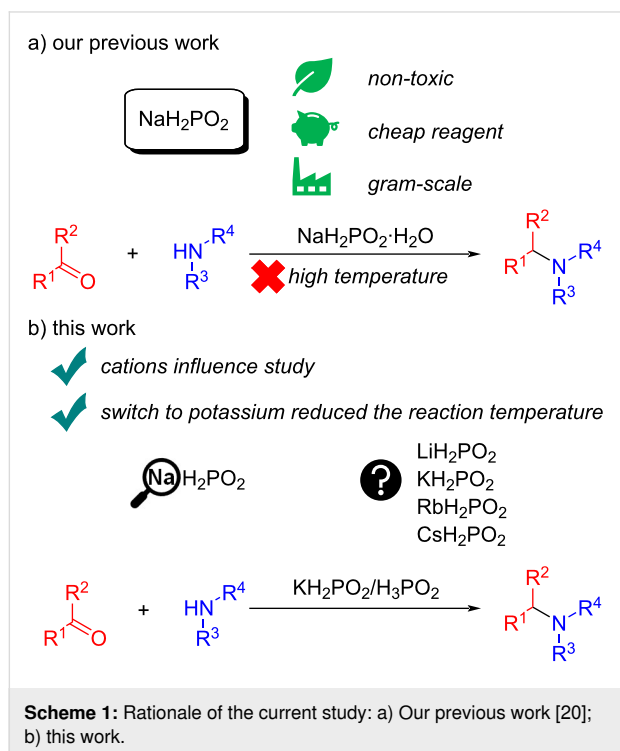 a) our previous work
NaH₂PO₂
non-toxic
cheap reagent
gram-scale
R² R¹ O + HN R⁴ R³ NaH₂PO₂·H₂O R² R¹ N R⁴ R³
high temperature
b) this work
cations influence study
switch to potassium reduced the reaction temperature
Na H₂PO₂
?
LiH₂PO₂
KH₂PO₂
RbH₂PO₂
CsH₂PO₂
R² R¹ O + HN R⁴ R³ KH₂PO₂/H₃PO₂ R² R¹ N R⁴ R³
Scheme 1: Rationale of the current study: a) Our previous work [20];
b) this work.